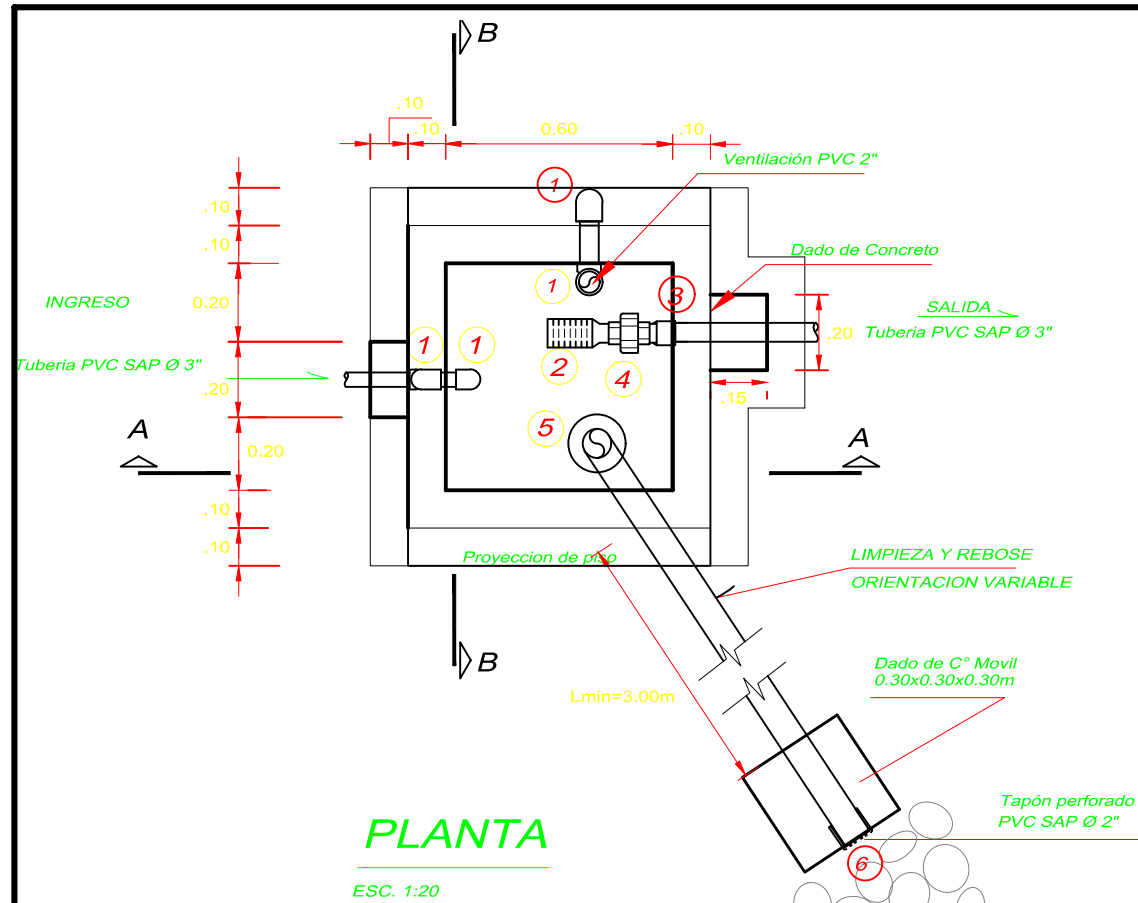 B
.10
.10
0.60
.10
Ventilación PVC 2"
1
.10
.10
Dado de Concreto
1
3
INGRESO
0.20
SALIDA
.20
Tuberia PVC SAP Ø 3"
Tuberia PVC SAP Ø 3"
1
1
2
4
.20
.15
A
5
A
0.20
.10
.10
Proyeccion de piso
LIMPIEZA Y REBOSE
ORIENTACION VARIABLE
B
Dado de C° Movil
0.30x0.30x0.30m
Lmin=3.00m
Tapón perforado
PVC SAP Ø 2"
PLANTA
6
ESC. 1:20